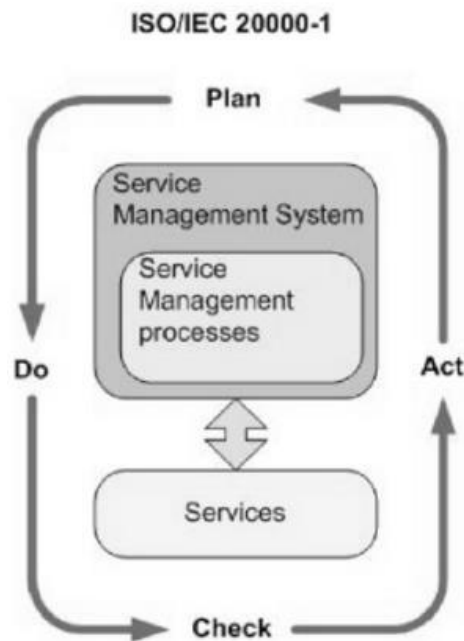 ISO/IEC 20000-1
Plan
Service
Management System
Service
Management
processes
Do
Act
Services
Check